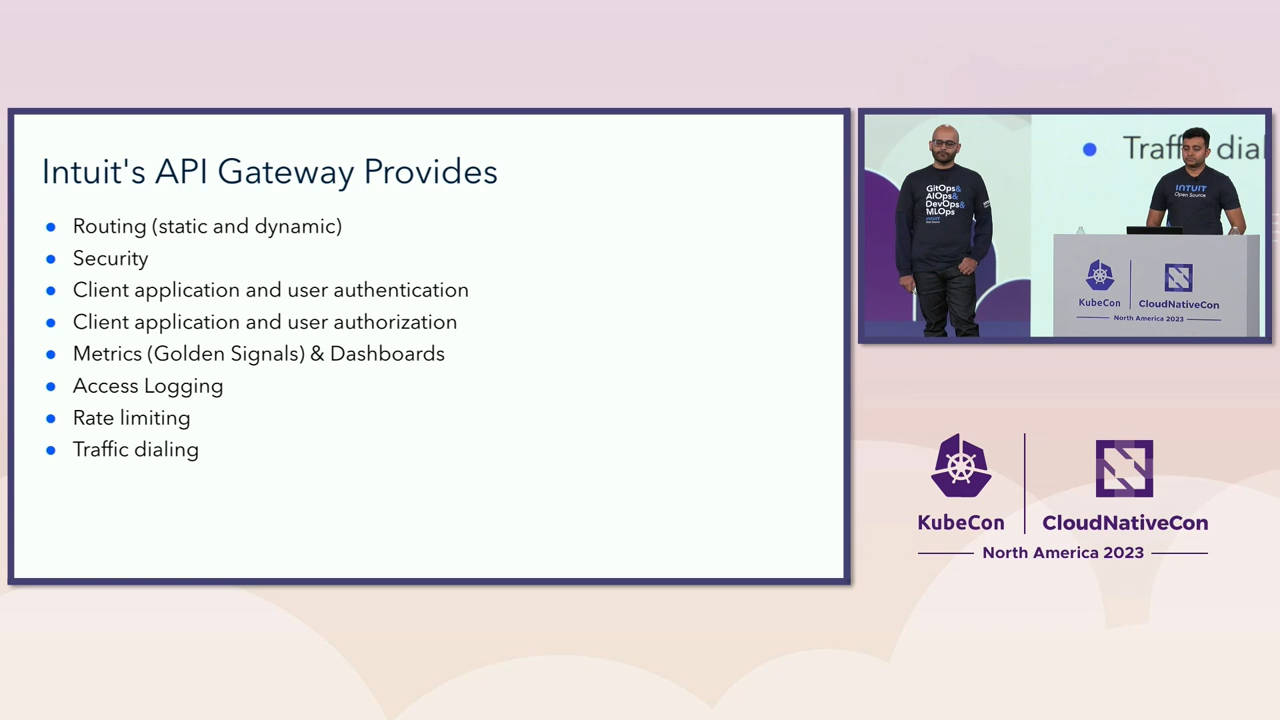 Intuit's API Gateway Provides
● Routing (static and dynamic)
● Security
● Client application and user authentication
● Client application and user authorization
● Metrics (Golden Signals) & Dashboards
● Access Logging
● Rate limiting
● Traffic dialing
GitOps&
AIOps&
DevOps&
MLOps
INTUIT
Open Source
KubeCon
CloudNativeCon
North America 2023
KubeCon
CloudNativeCon
North America 2023